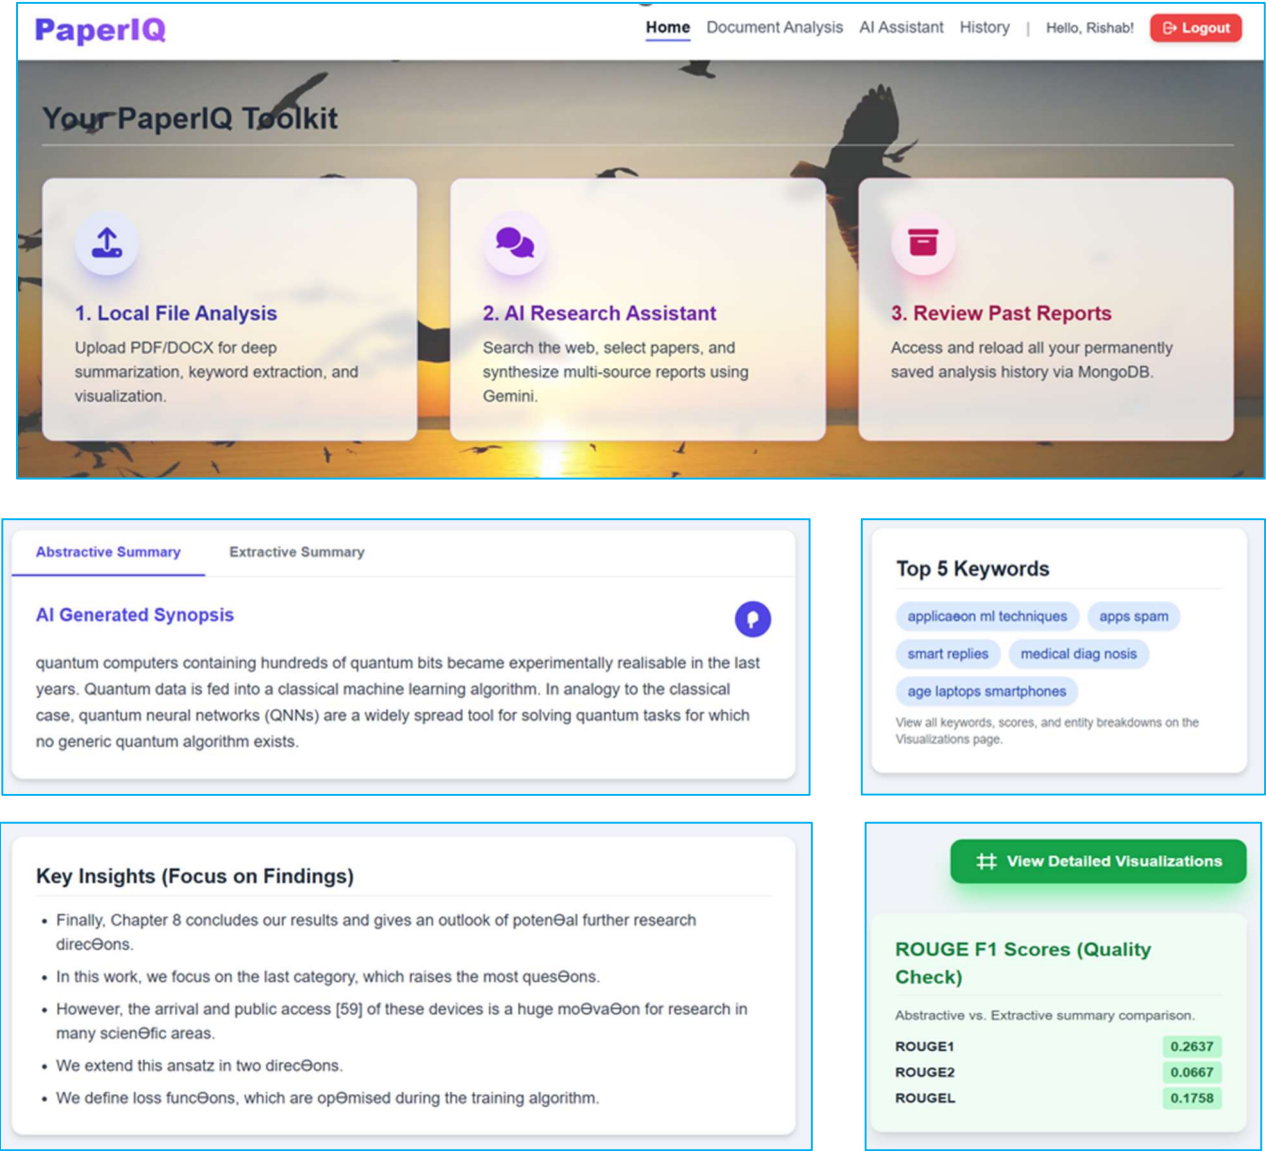 PaperIQ
Home Document Analysis AI Assistant History | Hello, Rishab! Logout
Your PaperIQ Toolkit
1. Local File Analysis
Upload PDF/DOCX for deep
summarization, keyword extraction, and
visualization.
2. AI Research Assistant
Search the web, select papers, and
synthesize multi-source reports using
Gemini.
3. Review Past Reports
Access and reload all your permanently
saved analysis history via MongoDB.
Abstractive Summary Extractive Summary
AI Generated Synopsis
quantum computers containing hundreds of quantum bits became experimentally realisable in the last
years. Quantum data is fed into a classical machine learning algorithm. In analogy to the classical
case, quantum neural networks (QNNs) are a widely spread tool for solving quantum tasks for which
no generic quantum algorithm exists.
Top 5 Keywords
applicaɵon ml techniques apps spam
smart replies medical diag nosis
age laptops smartphones
View all keywords, scores, and entity breakdowns on the
Visualizations page.
Key Insights (Focus on Findings)
• Finally, Chapter 8 concludes our results and gives an outlook of potenƟal further research
direcƟons.
• In this work, we focus on the last category, which raises the most quesƟons.
• However, the arrival and public access [59] of these devices is a huge moƟvaƟon for research in
many scienƟfic areas.
• We extend this ansatz in two direcƟons.
• We define loss funcƟons, which are opƟmised during the training algorithm.
View Detailed Visualizations
ROUGE F1 Scores (Quality
Check)
Abstractive vs. Extractive summary comparison.
ROUGE1 0.2637
ROUGE2 0.0667
ROUGEL 0.1758